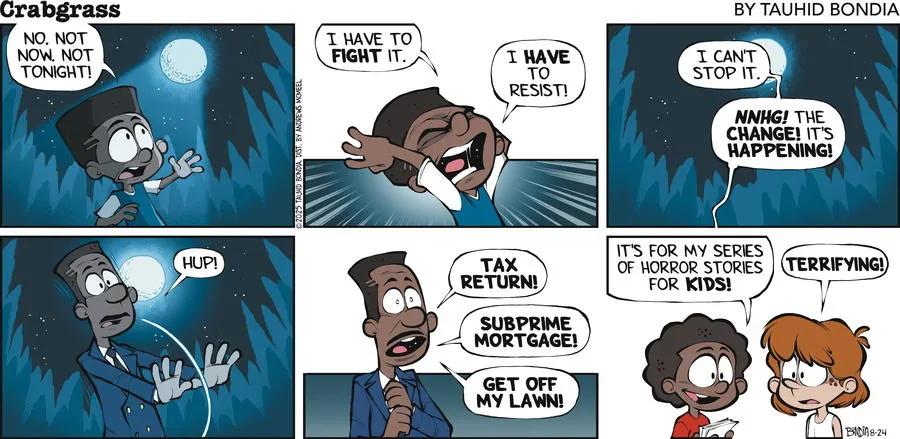 Crabgrass
BY TAUHID BONDIA
NO. NOT
NOW. NOT
TONIGHT!
I HAVE TO
FIGHT IT.
I HAVE
TO
RESIST!
©2025 TAUHID BONDIA DIST. BY ANDREWS MCMEEL
I CAN'T
STOP IT.
NNHG! THE
CHANGE! IT'S
HAPPENING!
HUP!
TAX
RETURN!
SUBPRIME
MORTGAGE!
GET OFF
MY LAWN!
IT'S FOR MY SERIES
OF HORROR STORIES
FOR KIDS!
TERRIFYING!
BONDIA 8-24